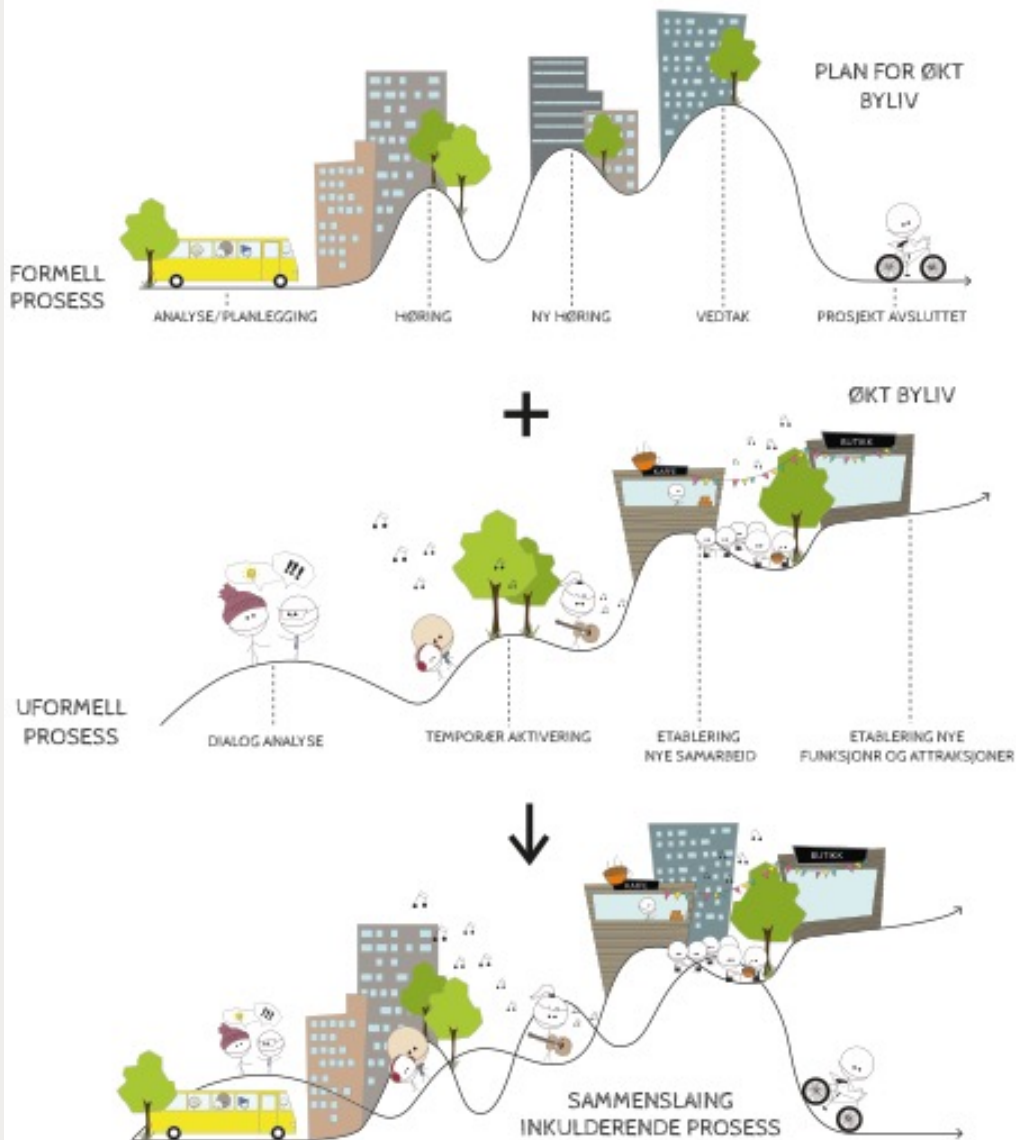 PLAN FOR ØKT
BYLIV
FORMELL
PROSESS
ANALYSE/PLANLEGGING
HØRING
NY HØRING
VEDTAK
PROSJEKT AVSLUTTET
+
ØKT BYLIV
BUTIKK
KAFE
!!!
UFORMELL
PROSESS
DIALOG ANALYSE
TEMPORÆR AKTIVERING
ETABLERING
NYE SAMARBEID
ETABLERING NYE
FUNKSJONR OG ATTRAKSJONER
BUTIKK
KAFE
!!!
SAMMENSLAING
INKULDERENDE PROSESS